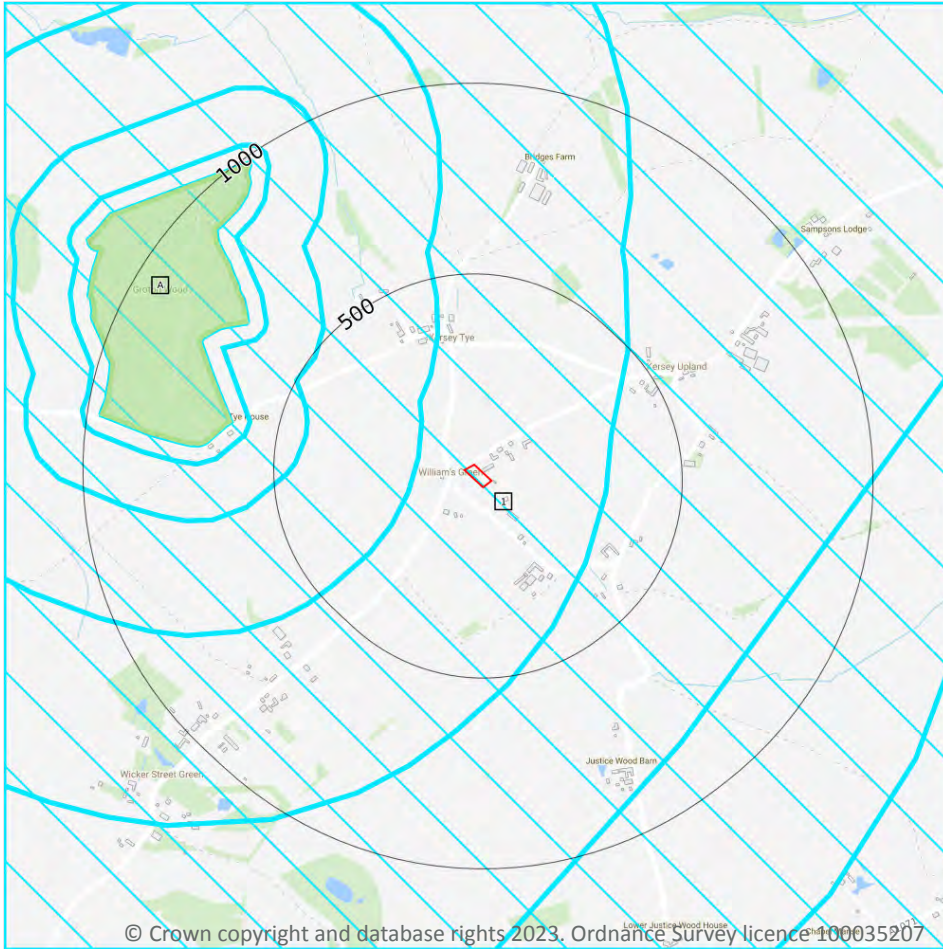 1000
Bridges Farm
Sampsons Lodge
A
500
Kersey Tye
Kersey Upland
Tye House
William's Green
1
Justice Wood Barn
Wicker Street Green
Lower Justice Wood House
© Crown copyright and database rights 2023. Ordnance Survey licence 100035207